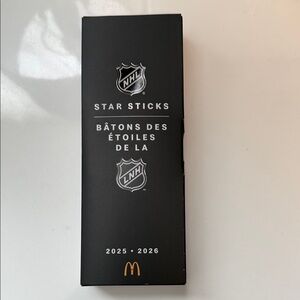 NHL
STAR STICKS
BÂTONS DES
ÉTOILES
DE LA
LNH
2025 • 2026